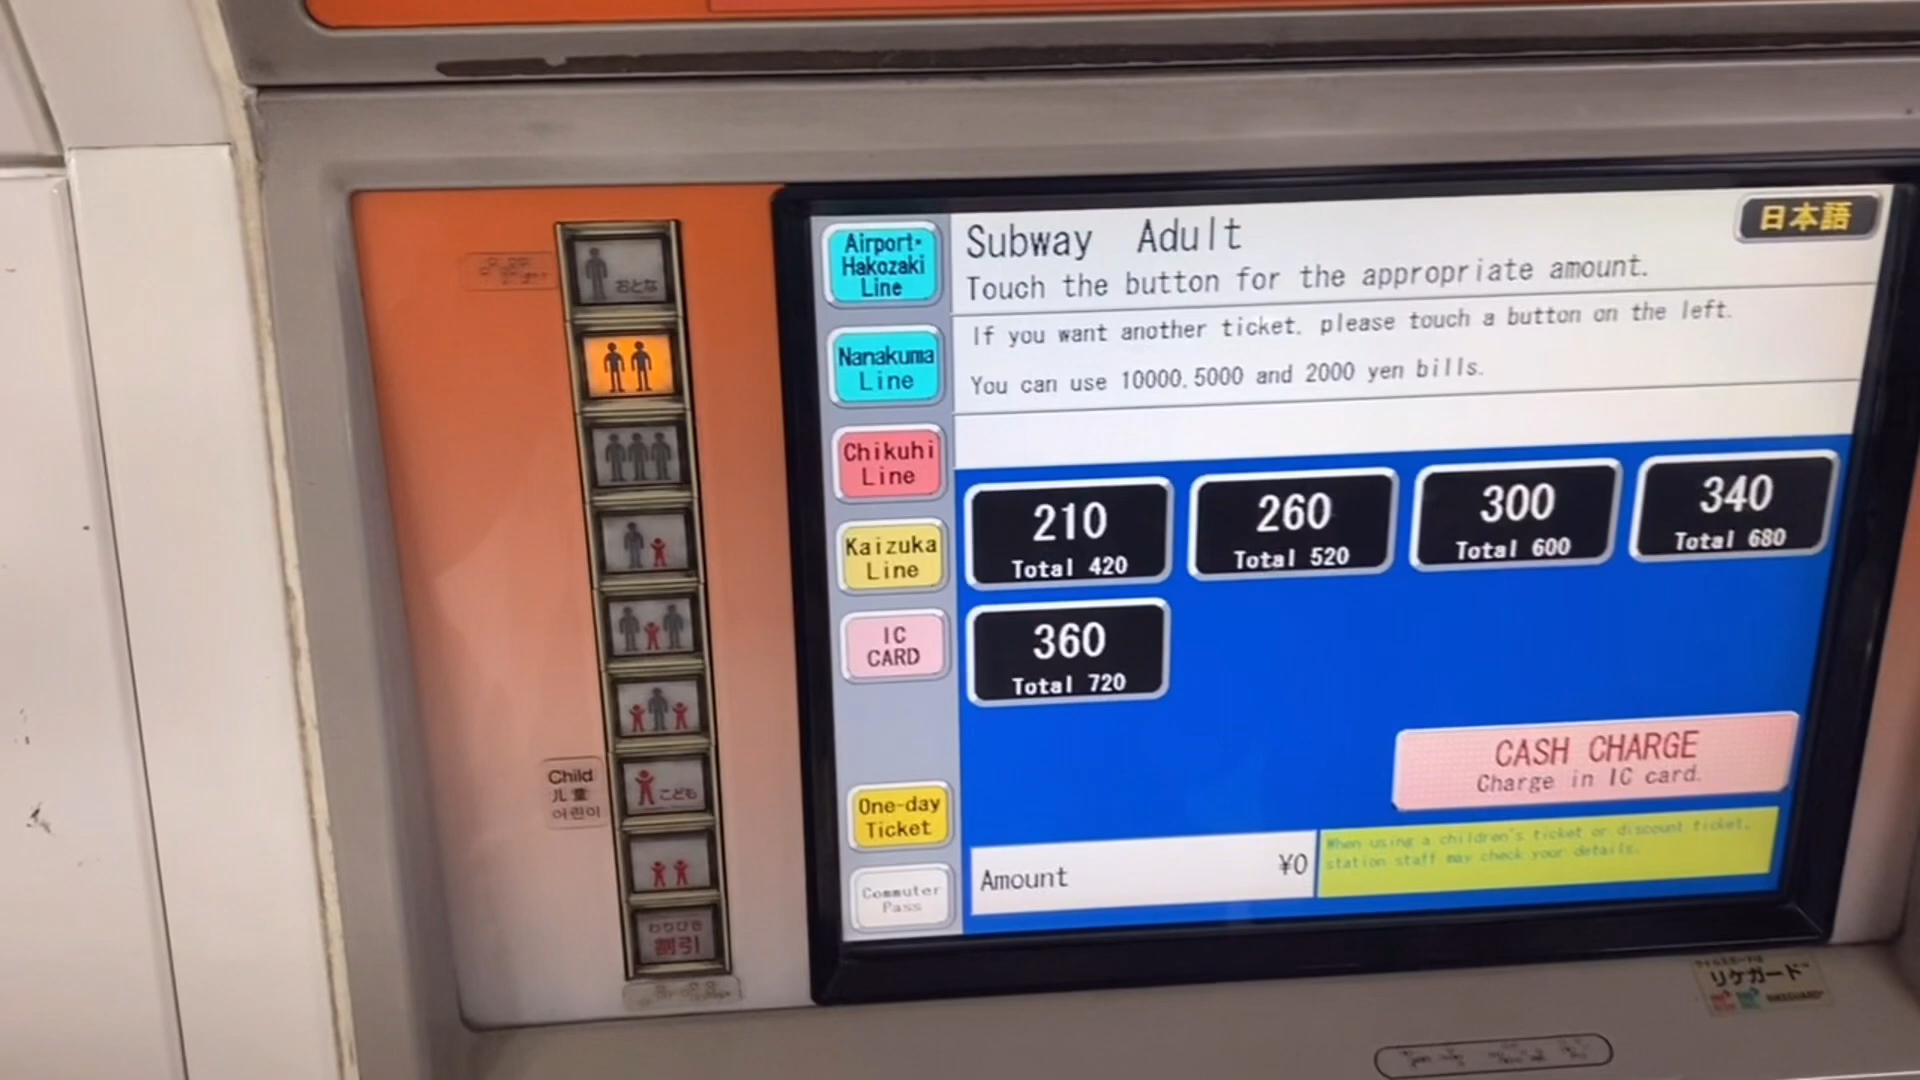 おとな
Child
儿童
어린이
こども
わりびき
割引
Airport・
Hakozaki
Line
Nanakuma
Line
Chikuhi
Line
Kaizuka
Line
IC
CARD
One-day
Ticket
Commuter
Pass
Subway Adult
日本語
Touch the button for the appropriate amount.
If you want another ticket, please touch a button on the left.
You can use 10000,5000 and 2000 yen bills.
210
Total 420
260
Total 520
300
Total 600
340
Total 680
360
Total 720
CASH CHARGE
Charge in IC card.
Amount ¥0
When using a children's ticket or discount ticket,
station staff may check your details.
リケガード